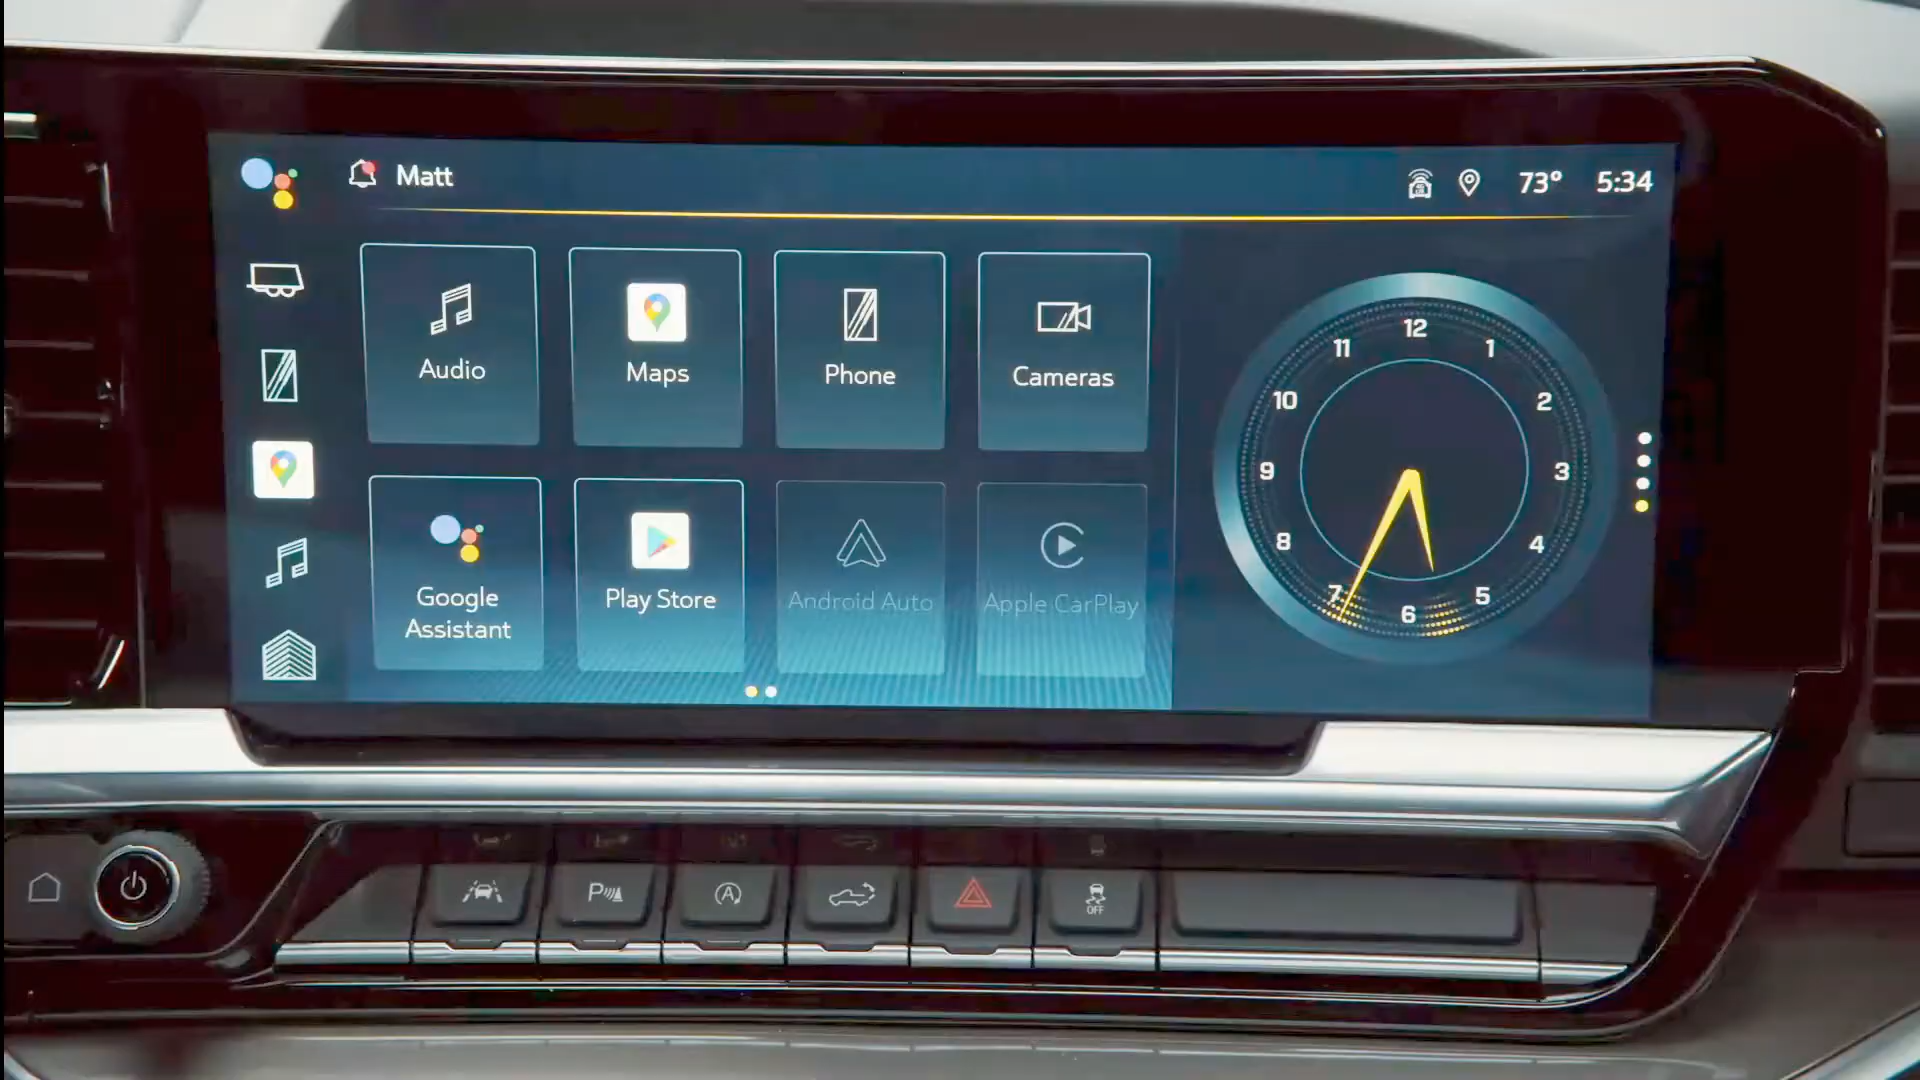 Matt
73° 5:34
Audio
Maps
Phone
Cameras
Google
Assistant
Play Store
Android Auto
Apple CarPlay
12
1
2
3
4
5
6
7
8
9
10
11
P
A
OFF